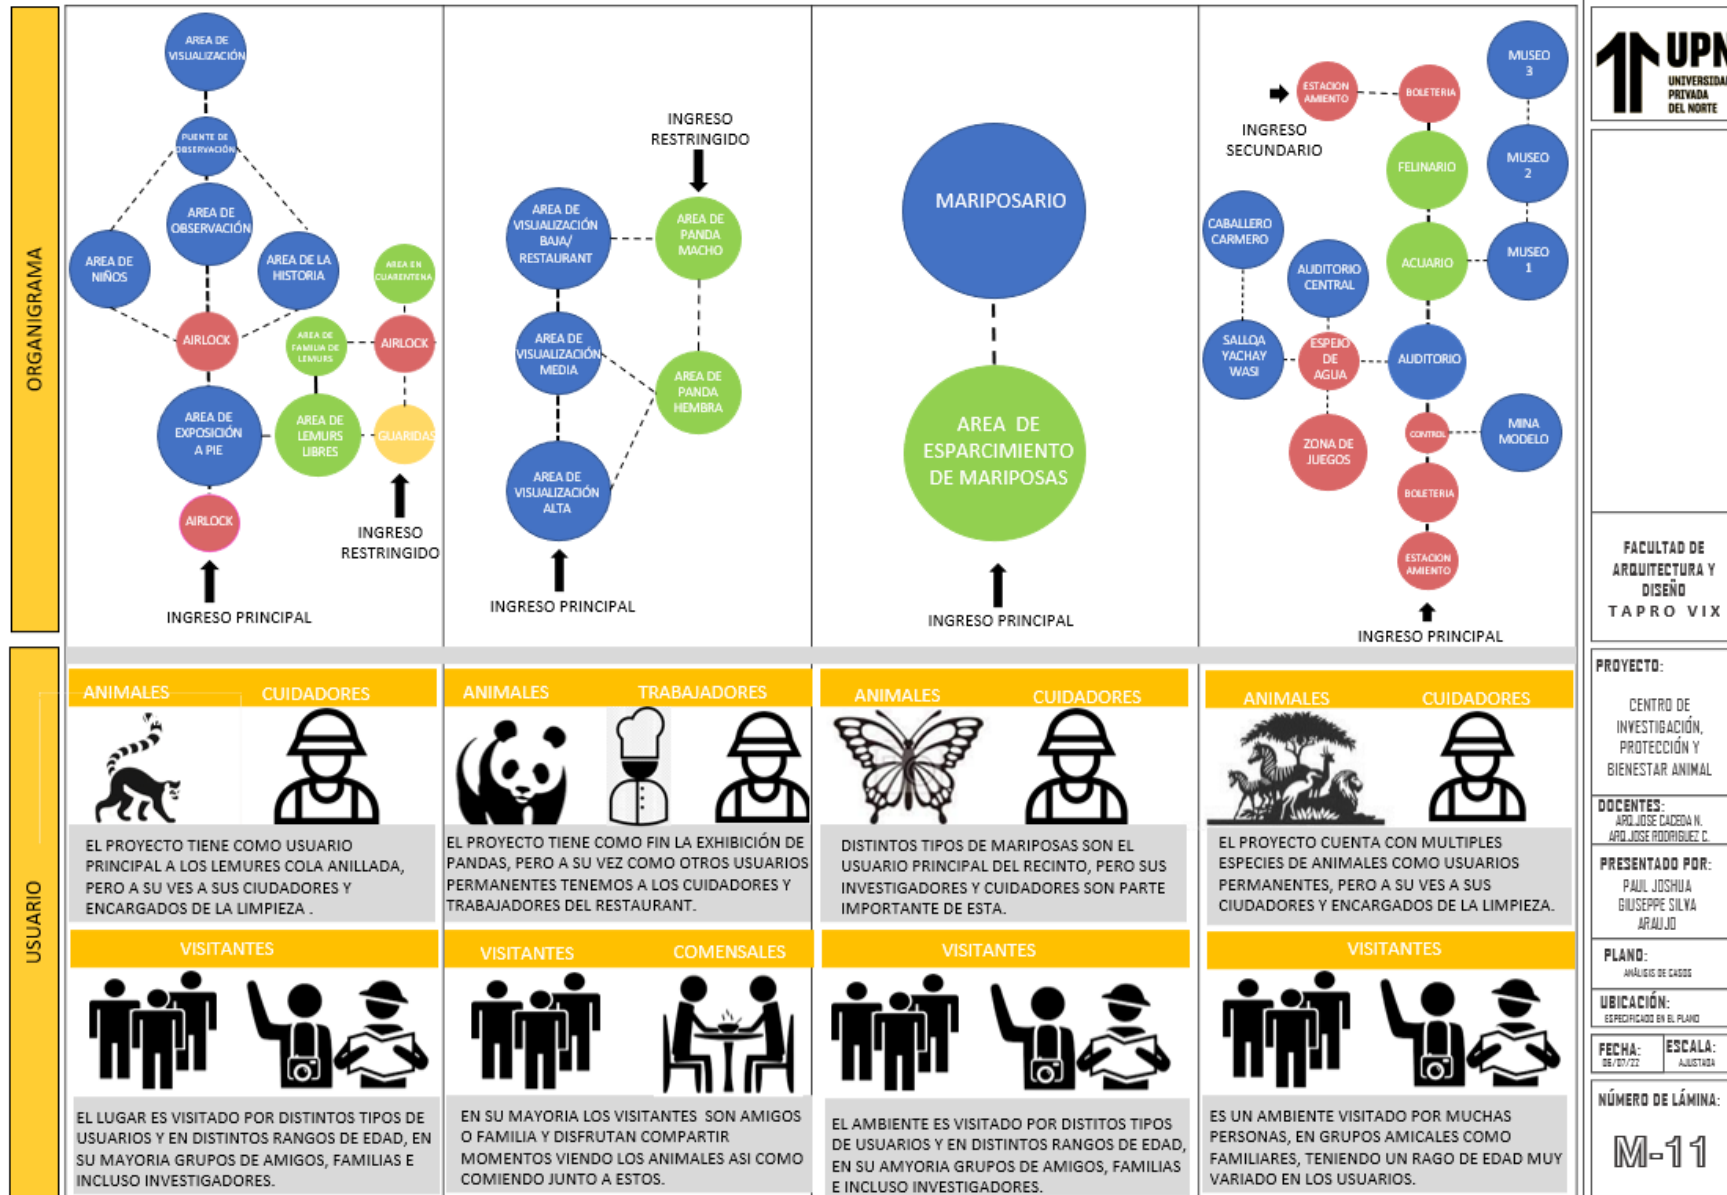 ORGANIGRAMA
AREA DE
VISUALIZACIÓN
PUENTE DE
OBSERVACIÓN
AREA DE
OBSERVACIÓN
AREA DE
NIÑOS
AREA DE LA
HISTORIA
AREA EN
CUARENTENA
AIRLOCK
AREA DE
FAMILIA DE
LEMURS
AIRLOCK
AREA DE
EXPOSICIÓN
A PIE
AREA DE
LEMURS
LIBRES
GUARIDAS
AIRLOCK
INGRESO
RESTRINGIDO
INGRESO PRINCIPAL
INGRESO
RESTRINGIDO
AREA DE
VISUALIZACIÓN
BAJA/
RESTAURANT
AREA DE
PANDA
MACHO
AREA DE
VISUALIZACIÓN
MEDIA
AREA DE
PANDA
HEMBRA
AREA DE
VISUALIZACIÓN
ALTA
INGRESO PRINCIPAL
MARIPOSARIO
AREA DE
ESPARCIMIENTO
DE MARIPOSAS
INGRESO PRINCIPAL
MUSEO
3
ESTACION
AMIENTO
BOLETERIA
INGRESO
SECUNDARIO
FELINARIO
MUSEO
2
CABALLERO
CARMERO
AUDITORIO
CENTRAL
ACUARIO
MUSEO
1
SALLQA
YACHAY
WASI
ESPEJO
DE
AGUA
AUDITORIO
ZONA DE
JUEGOS
CONTROL
MINA
MODELO
BOLETERIA
ESTACION
AMIENTO
INGRESO PRINCIPAL
USUARIO
ANIMALES CUIDADORES
EL PROYECTO TIENE COMO USUARIO
PRINCIPAL A LOS LEMURES COLA ANILLADA,
PERO A SU VES A SUS CIUDADORES Y
ENCARGADOS DE LA LIMPIEZA .
VISITANTES
EL LUGAR ES VISITADO POR DISTINTOS TIPOS DE
USUARIOS Y EN DISTINTOS RANGOS DE EDAD, EN
SU MAYORIA GRUPOS DE AMIGOS, FAMILIAS E
INCLUSO INVESTIGADORES.
ANIMALES TRABAJADORES
EL PROYECTO TIENE COMO FIN LA EXHIBICIÓN DE
PANDAS, PERO A SU VEZ COMO OTROS USUARIOS
PERMANENTES TENEMOS A LOS CUIDADORES Y
TRABAJADORES DEL RESTAURANT.
VISITANTES COMENSALES
EN SU MAYORIA LOS VISITANTES SON AMIGOS
O FAMILIA Y DISFRUTAN COMPARTIR
MOMENTOS VIENDO LOS ANIMALES ASI COMO
COMIENDO JUNTO A ESTOS.
ANIMALES CUIDADORES
DISTINTOS TIPOS DE MARIPOSAS SON EL
USUARIO PRINCIPAL DEL RECINTO, PERO SUS
INVESTIGADORES Y CUIDADORES SON PARTE
IMPORTANTE DE ESTA.
VISITANTES
EL AMBIENTE ES VISITADO POR DISTITOS TIPOS
DE USUARIOS Y EN DISTINTOS RANGOS DE EDAD,
EN SU AMYORIA GRUPOS DE AMIGOS, FAMILIAS
E INCLUSO INVESTIGADORES.
ANIMALES CUIDADORES
EL PROYECTO CUENTA CON MULTIPLES
ESPECIES DE ANIMALES COMO USUARIOS
PERMANENTES, PERO A SU VES A SUS
CIUDADORES Y ENCARGADOS DE LA LIMPIEZA.
VISITANTES
ES UN AMBIENTE VISITADO POR MUCHAS
PERSONAS, EN GRUPOS AMICALES COMO
FAMILIARES, TENIENDO UN RAGO DE EDAD MUY
VARIADO EN LOS USUARIOS.
UPN
UNIVERSIDAD
PRIVADA
DEL NORTE
FACULTAD DE
ARQUITECTURA Y
DISEÑO
TAPRO VIX
PROYECTO:
CENTRO DE
INVESTIGACIÓN,
PROTECCIÓN Y
BIENESTAR ANIMAL
DOCENTES:
ARQ.JOSE CACEDA N.
ARQ.JOSE RODRIGUEZ C.
PRESENTADO POR:
PAUL JOSHUA
GIUSEPPE SILVA
ARAUJO
PLANO:
ANÁLISIS DE CASOS
UBICACIÓN:
ESPECIFICADO EN EL PLANO
FECHA: ESCALA:
06/07/22 AJUSTADA
NÚMERO DE LÁMINA:
M-11